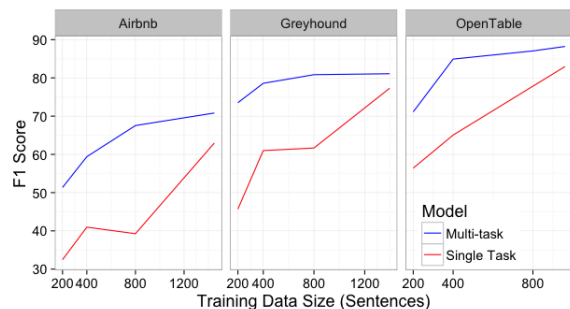 Airbnb Greyhound OpenTable
90
80
70
60
50
40
30
F1 Score
Model
Multi-task
Single Task
200 400 800 1200 200 400 800 1200 200 400 800
Training Data Size (Sentences)